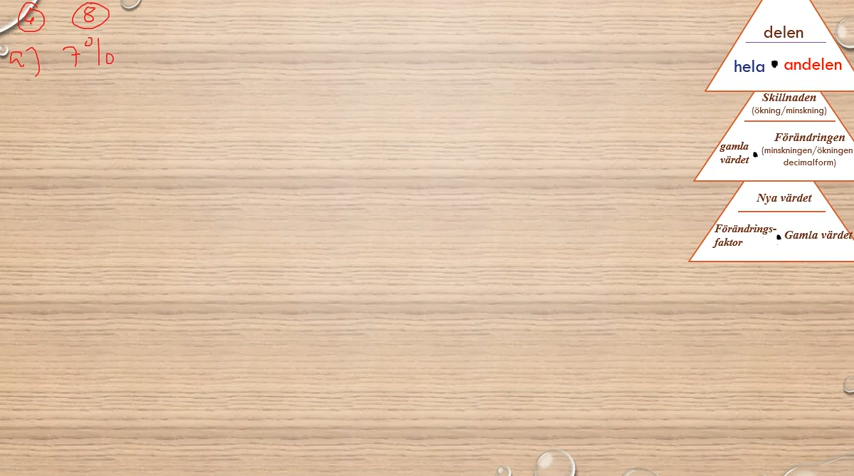 8
a) 7%
delen
hela • andelen
Skillnaden
(ökning/minskning)
gamla värdet • Förändringen
(minskningen/ökningen
decimalform)
Nya värdet
Förändrings-
faktor • Gamla värdet